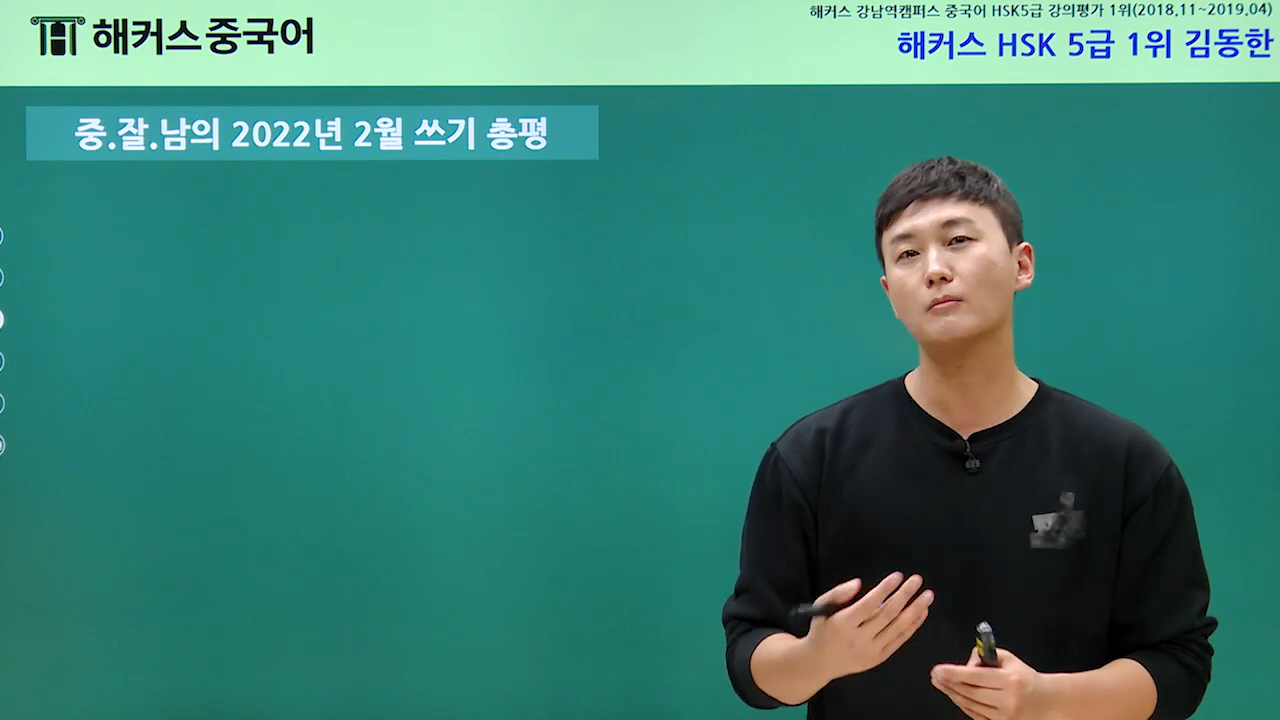 해커스중국어
해커스 강남역캠퍼스 중국어 HSK5급 강의평가 1위(2018.11~2019.04)
해커스 HSK 5급 1위 김동한
중.잘.남의 2022년 2월 쓰기 총평